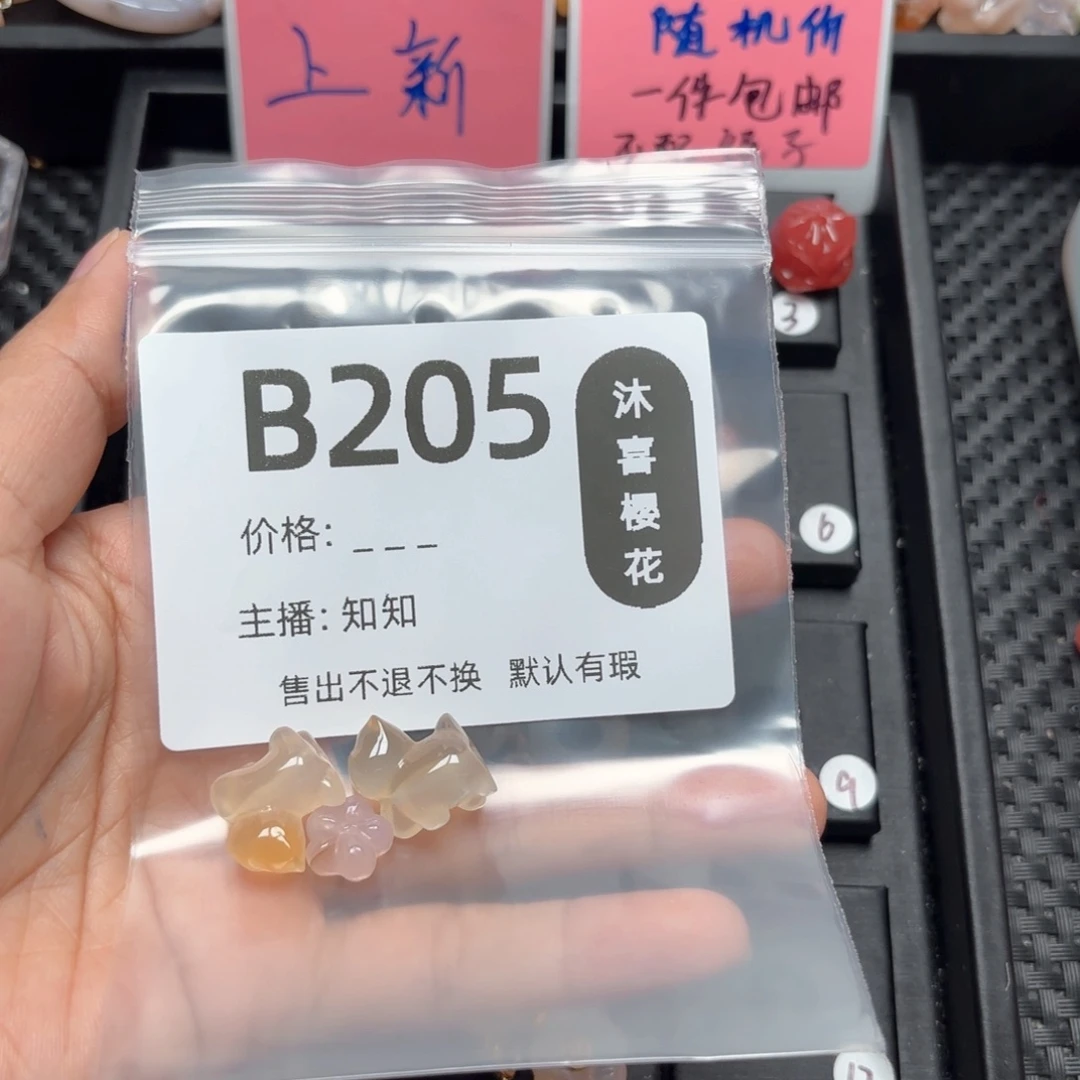 上新
随机价
一件包邮
B205
沐喜樱花
价格: _ _ _
主播: 知知
售出不退不换 默认有瑕
3
6
9
12